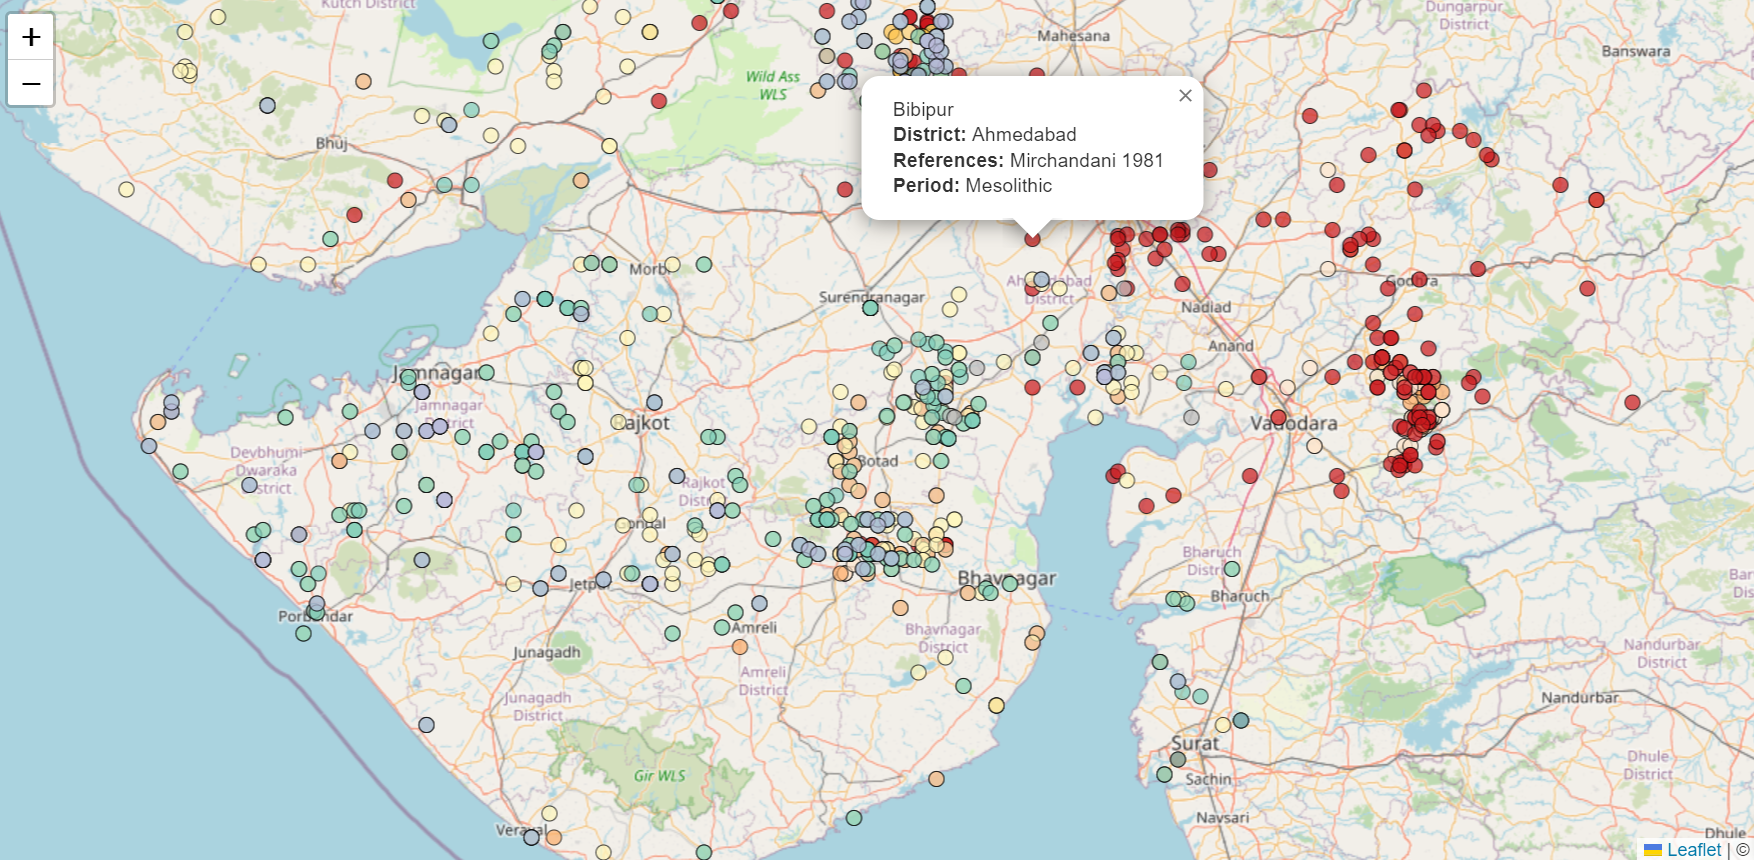 Kutch District
Dungarpur
District
+
Mahesana
Banswara
−
Wild Ass
WLS
×
Bibipur
District: Ahmedabad
References: Mirchandani 1981
Period: Mesolithic
Bhuj
Morbi
Surendranagar
District
Godhra
Nadiad
Anand
Jamnagar
Jamnagar
District
Rajkot
Vadodara
Devbhumi
Dwaraka
District
Botad
Rajkot
District
Gondal
Bharuch
District
Bhavnagar
Jetpur
Bharuch
Porbandar
Amreli
Bhavnagar
District
Junagadh
Nandurbar
District
Amreli
District
Junagadh
District
Nandurbar
Surat
Gir WLS
Sachin
Dhule
District
Navsari
Veraval
Dhule
Leaflet | ©